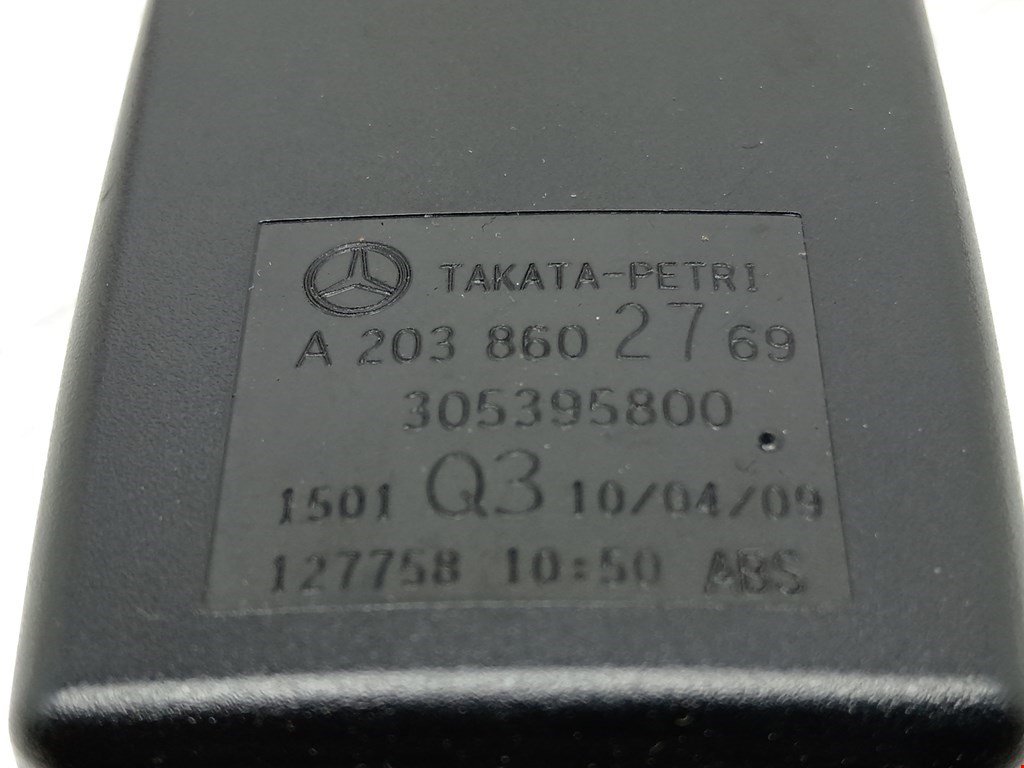 TAKATA-PETRI
A 203 860 27 69
305395800
1501 Q3 10/04/09
127758 10:50 ABS